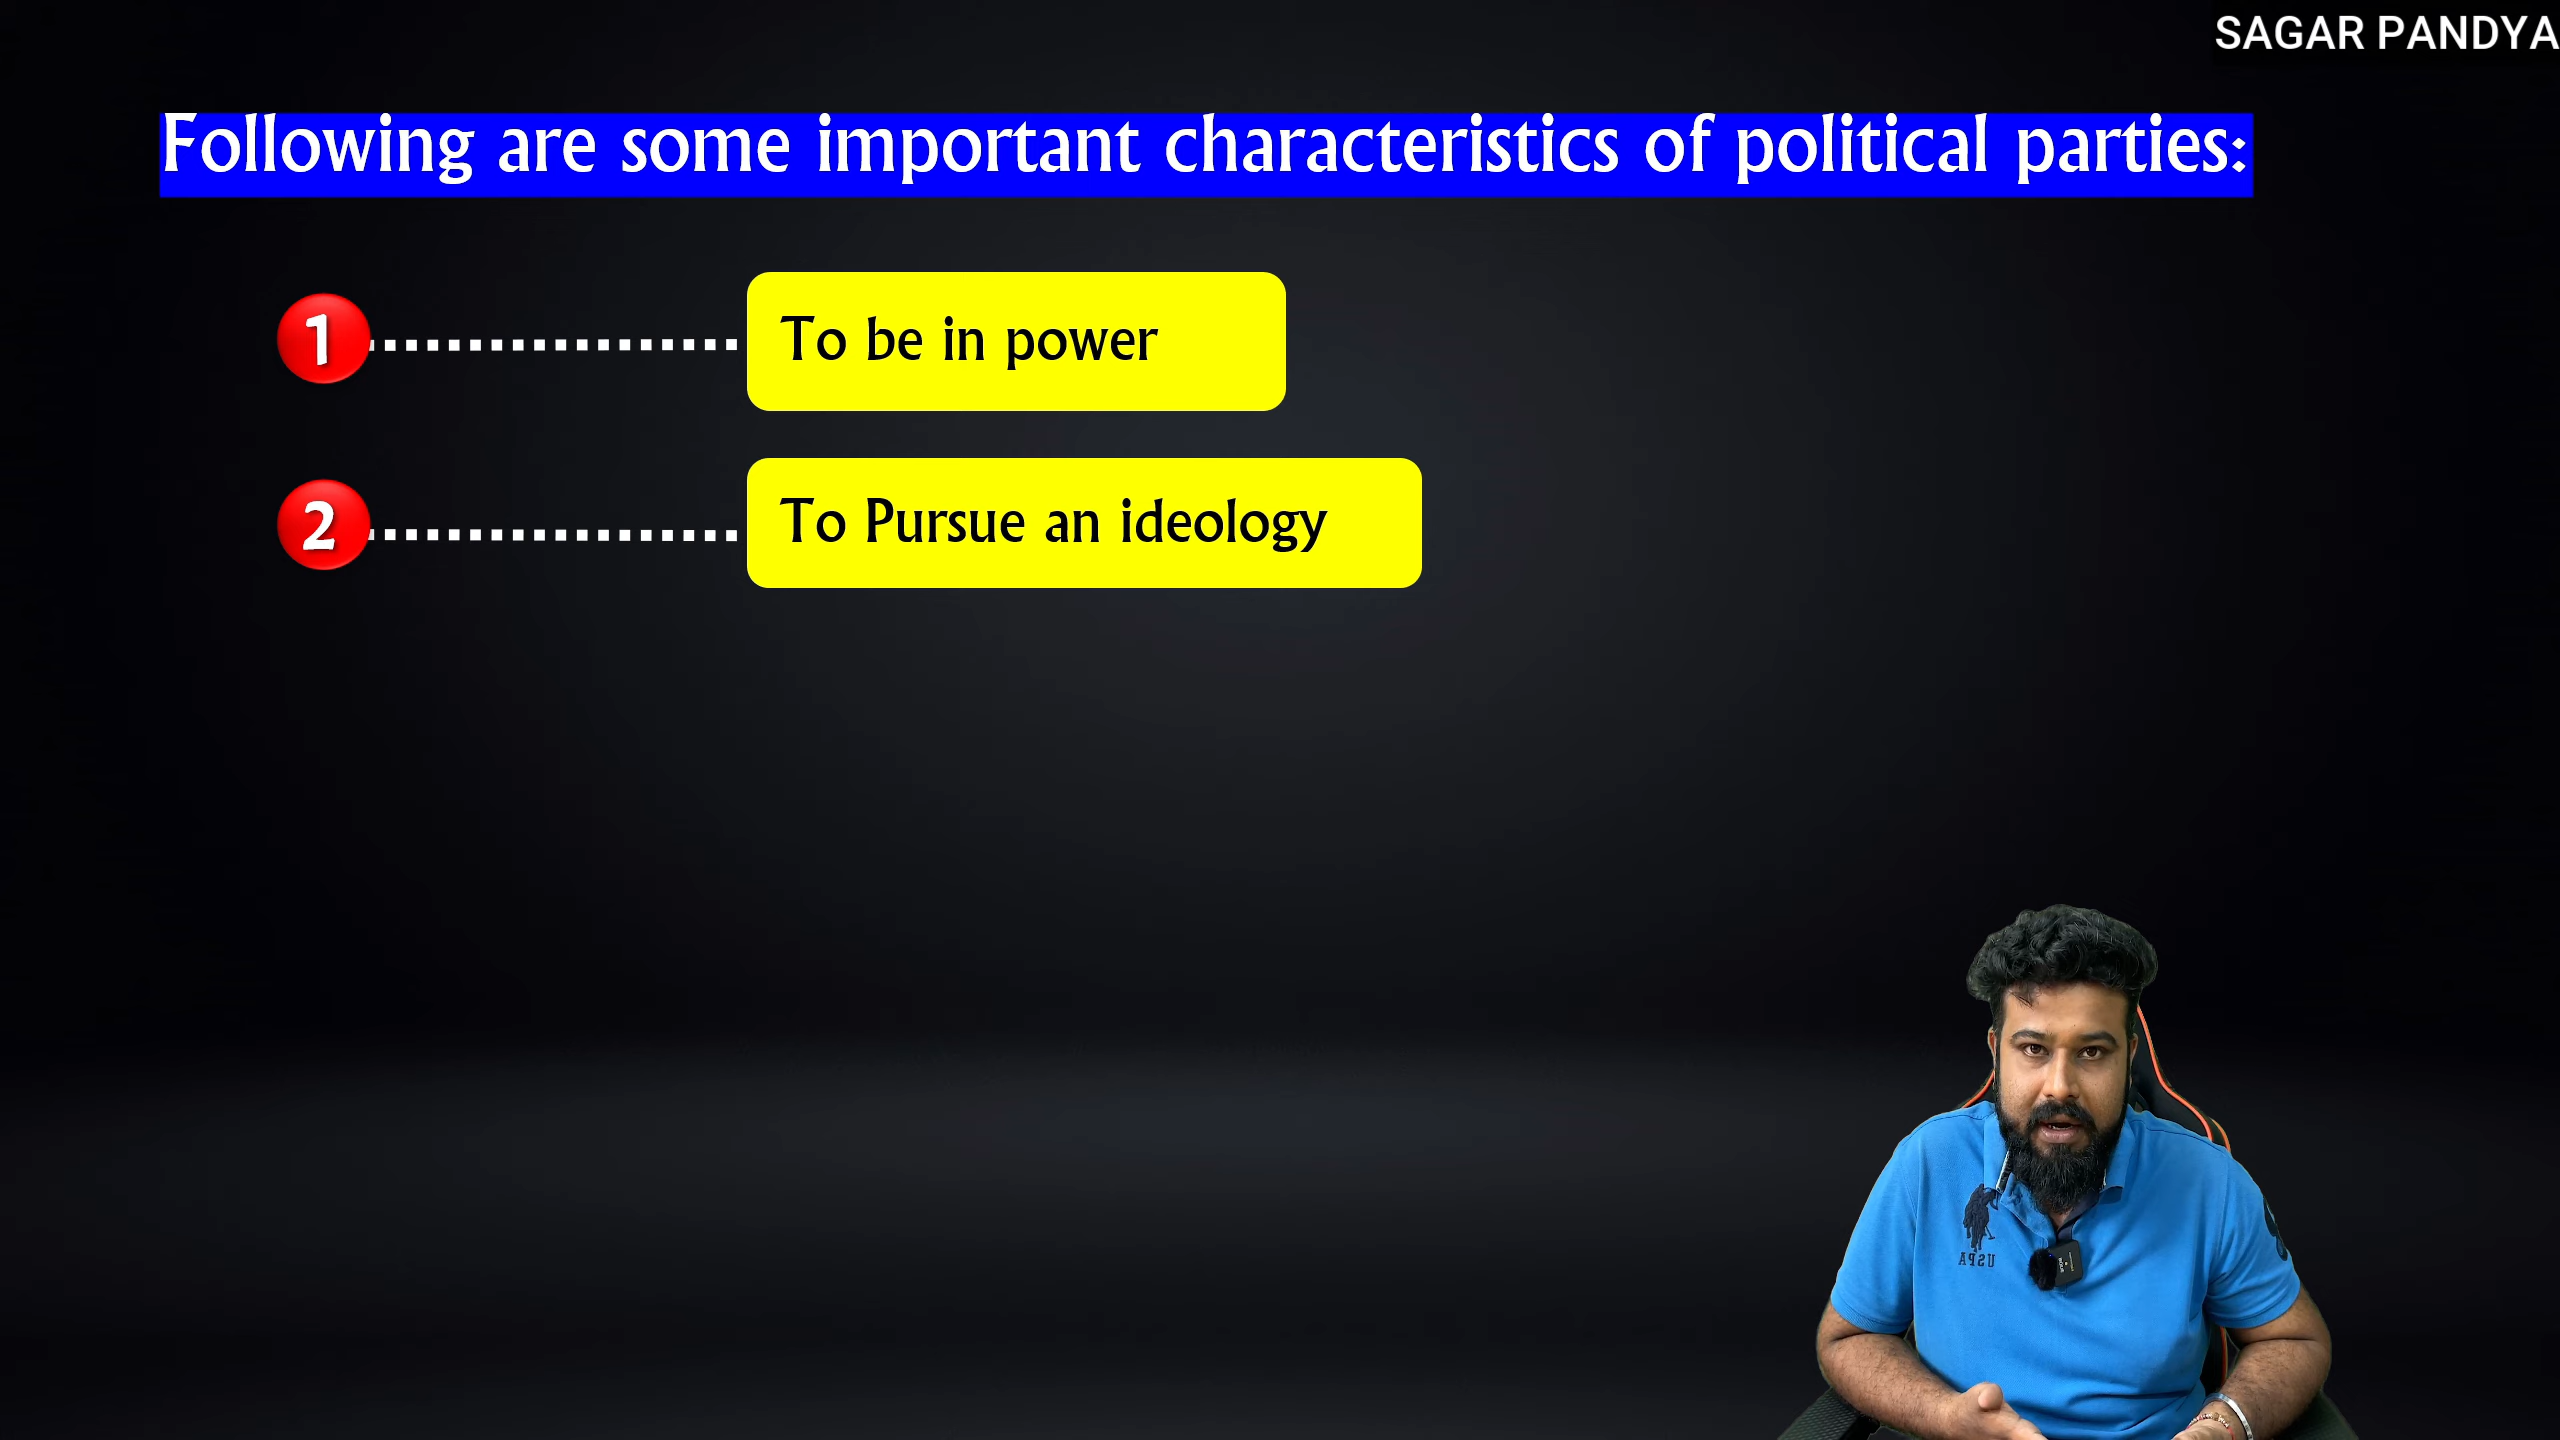 SAGAR PANDYA
Following are some important characteristics of political parties:
1
To be in power
2
To Pursue an ideology
USPA